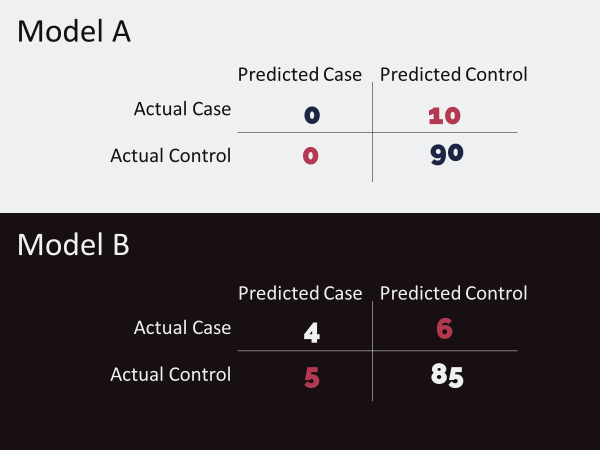 Model A
Predicted Case Predicted Control
Actual Case 0 10
Actual Control 0 90
Model B
Predicted Case Predicted Control
Actual Case 4 6
Actual Control 5 85